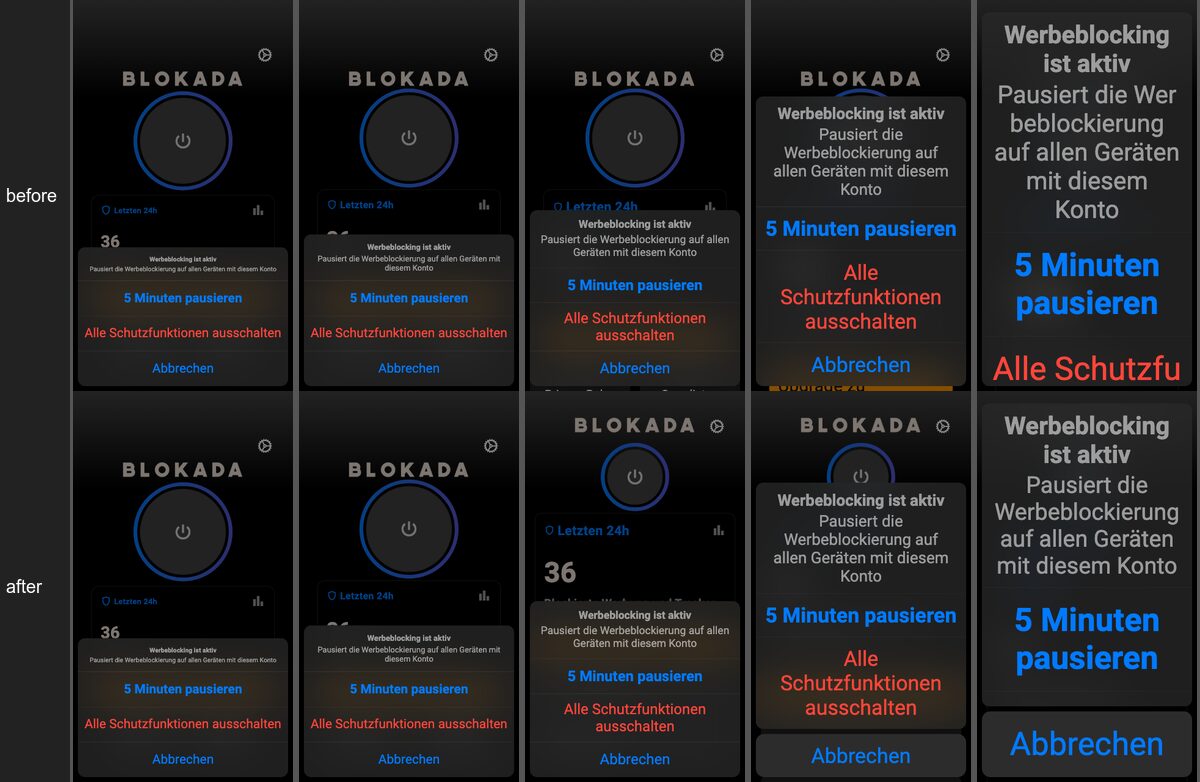 before
BLOKADA
Letzten 24h
36
Werbeblocking ist aktiv
Pausiert die Werbeblockierung auf allen Geräten mit diesem Konto
5 Minuten pausieren
Alle Schutzfunktionen ausschalten
Abbrechen
BLOKADA
Letzten 24h
36
Werbeblocking ist aktiv
Pausiert die Werbeblockierung auf allen Geräten mit
diesem Konto
5 Minuten pausieren
Alle Schutzfunktionen ausschalten
Abbrechen
BLOKADA
Letzten 24h
Werbeblocking ist aktiv
Pausiert die Werbeblockierung auf allen
Geräten mit diesem Konto
5 Minuten pausieren
Alle Schutzfunktionen
ausschalten
Abbrechen
BLOKADA
Werbeblocking ist aktiv
Pausiert die
Werbeblockierung auf
allen Geräten mit diesem
Konto
5 Minuten pausieren
Alle
Schutzfunktionen
ausschalten
Abbrechen
Upgrade zu
Werbeblocking
ist aktiv
Pausiert die Wer
beblockierung
auf allen Geräten
mit diesem
Konto
5 Minuten
pausieren
Alle Schutzfu
after
BLOKADA
Letzten 24h
36
Werbeblocking ist aktiv
Pausiert die Werbeblockierung auf allen Geräten mit diesem Konto
5 Minuten pausieren
Alle Schutzfunktionen ausschalten
Abbrechen
BLOKADA
Letzten 24h
36
Werbeblocking ist aktiv
Pausiert die Werbeblockierung auf allen Geräten mit
diesem Konto
5 Minuten pausieren
Alle Schutzfunktionen ausschalten
Abbrechen
BLOKADA
Letzten 24h
36
Werbeblocking ist aktiv
Pausiert die Werbeblockierung auf allen
Geräten mit diesem Konto
5 Minuten pausieren
Alle Schutzfunktionen
ausschalten
Abbrechen
BLOKADA
Werbeblocking ist aktiv
Pausiert die
Werbeblockierung auf
allen Geräten mit diesem
Konto
5 Minuten pausieren
Alle
Schutzfunktionen
ausschalten
Abbrechen
Werbeblocking
ist aktiv
Pausiert die
Werbeblockierung
auf allen Geräten
mit diesem Konto
5 Minuten
pausieren
Abbrechen